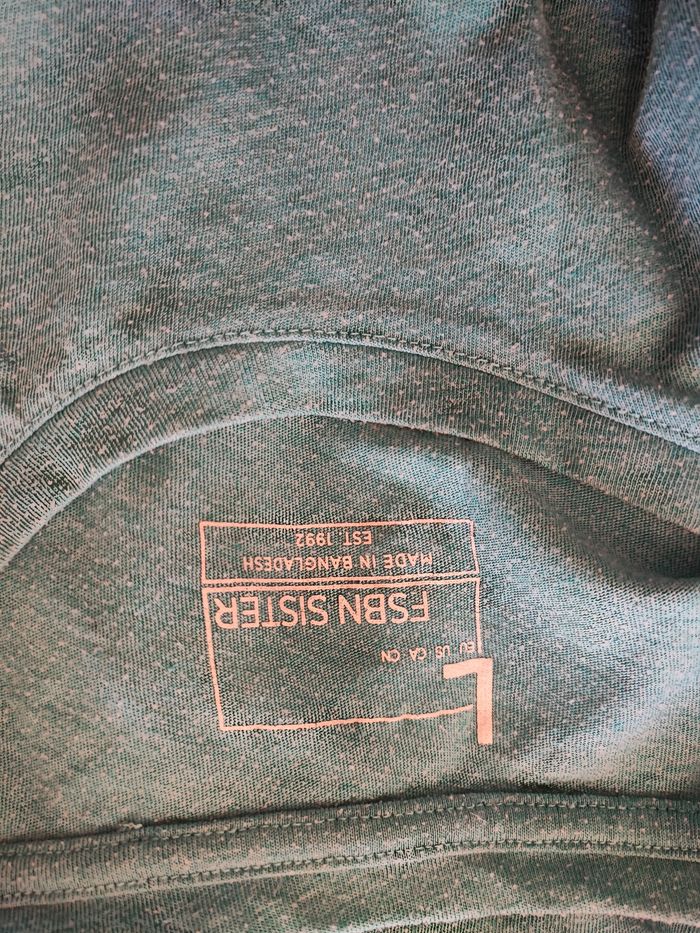 L
EU US CA CN
FSBN SISTER
MADE IN BANGLADESH
EST 1992